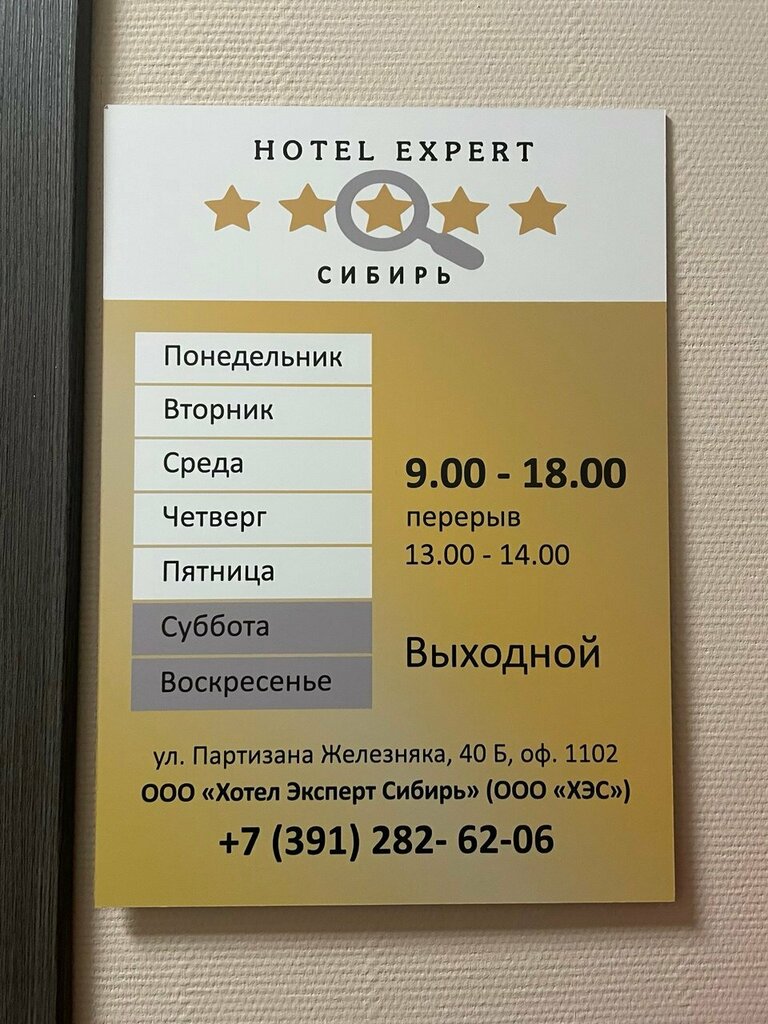 HOTEL EXPERT
СИБИРЬ
Понедельник
Вторник
Среда
Четверг
Пятница
Суббота
Воскресенье
9.00 - 18.00
перерыв
13.00 - 14.00
Выходной
ул. Партизана Железняка, 40 Б, оф. 1102
ООО «Хотел Эксперт Сибирь» (ООО «ХЭС»)
+7 (391) 282- 62-06